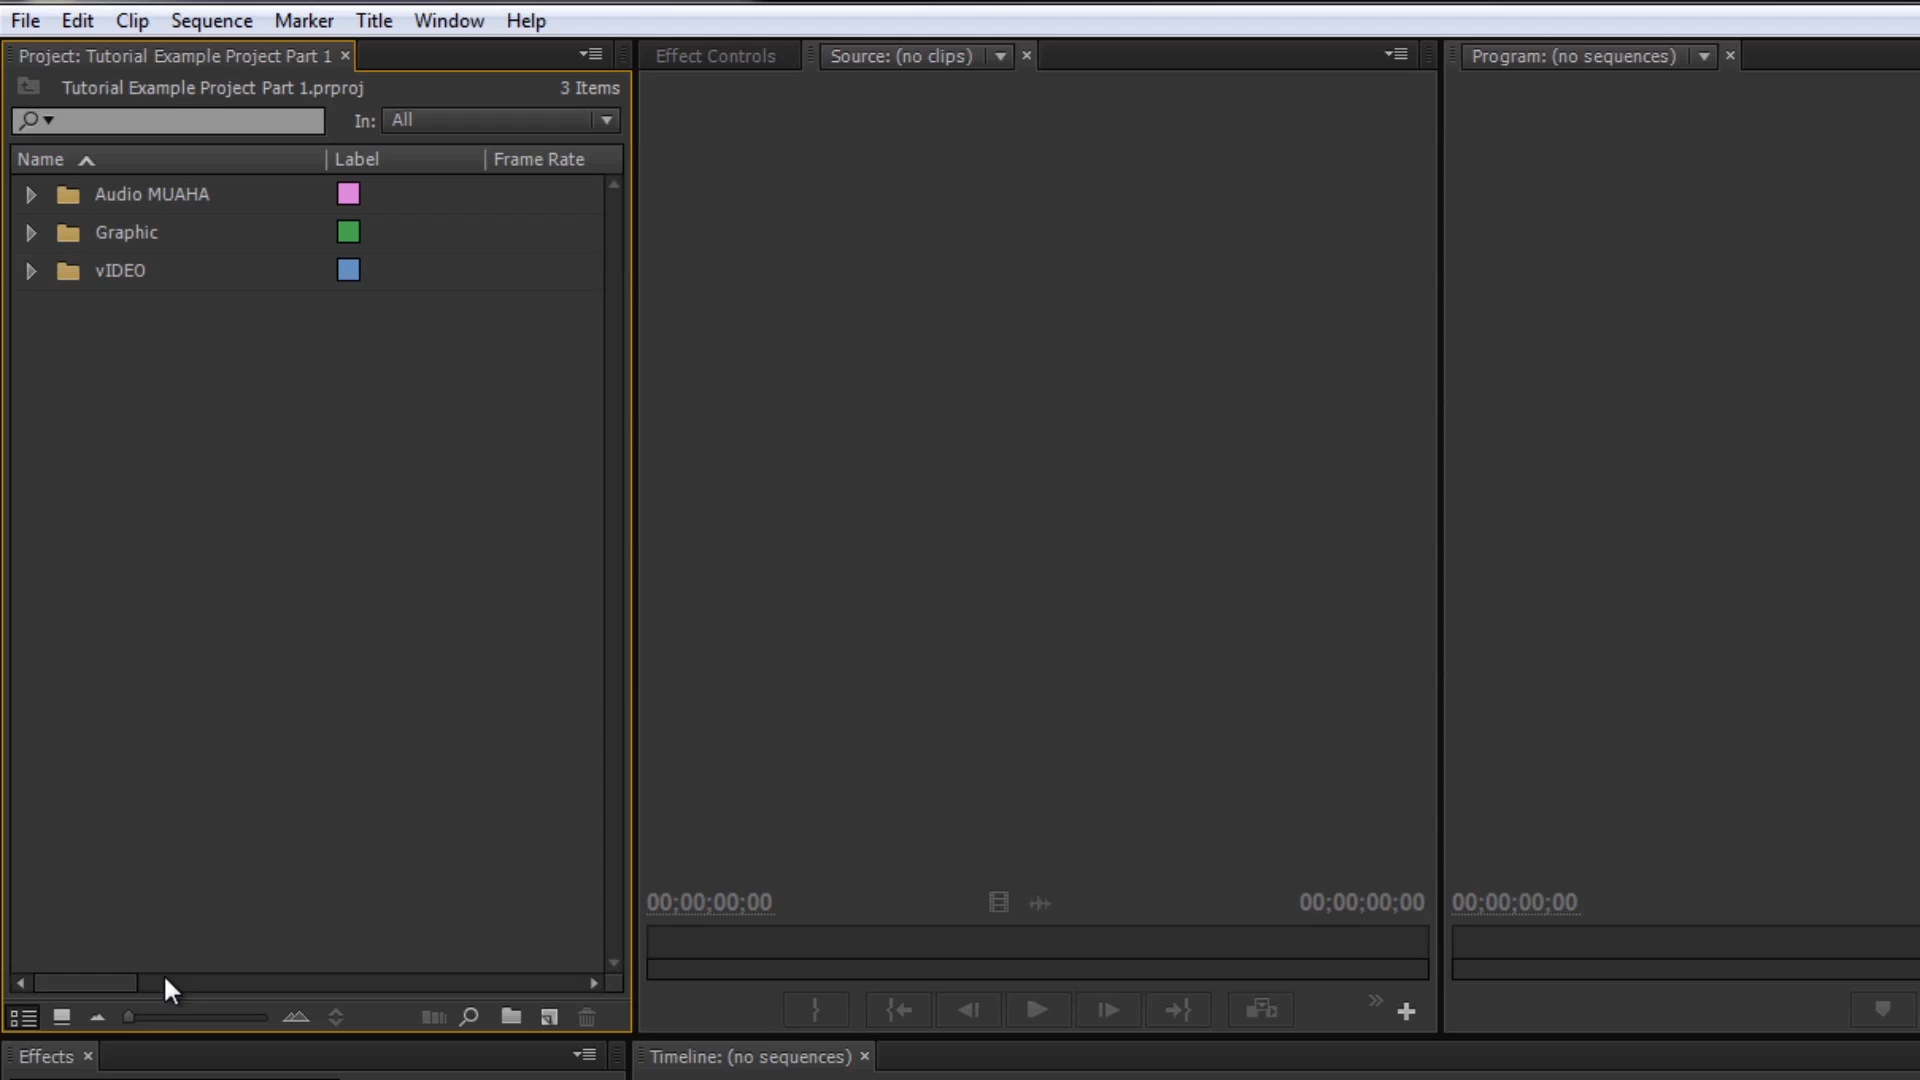 File Edit Clip Sequence Marker Title Window Help
Project: Tutorial Example Project Part 1
Effect Controls
Source: (no clips)
Program: (no sequences)
Tutorial Example Project Part 1.prproj
3 Items
In: All
Name
Label
Frame Rate
Audio MUAHA
Graphic
vIDEO
00;00;00;00
00;00;00;00
00;00;00;00
Effects
Timeline: (no sequences)